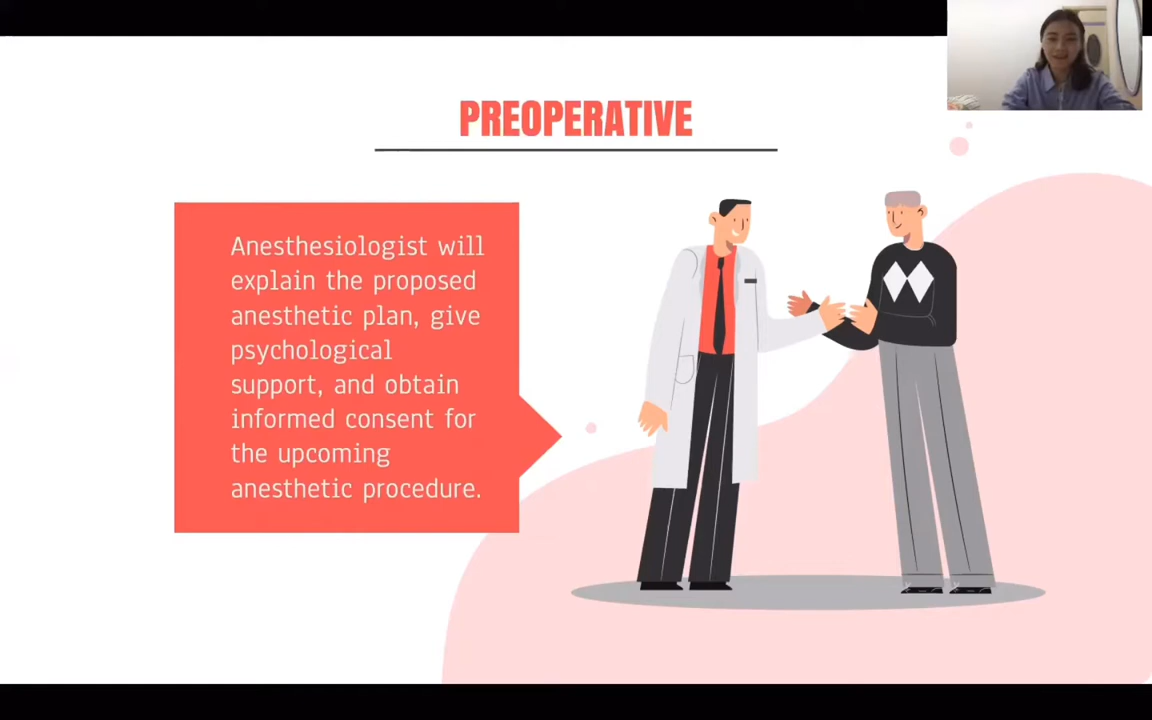 PREOPERATIVE
Anesthesiologist will
explain the proposed
anesthetic plan, give
psychological
support, and obtain
informed consent for
the upcoming
anesthetic procedure.